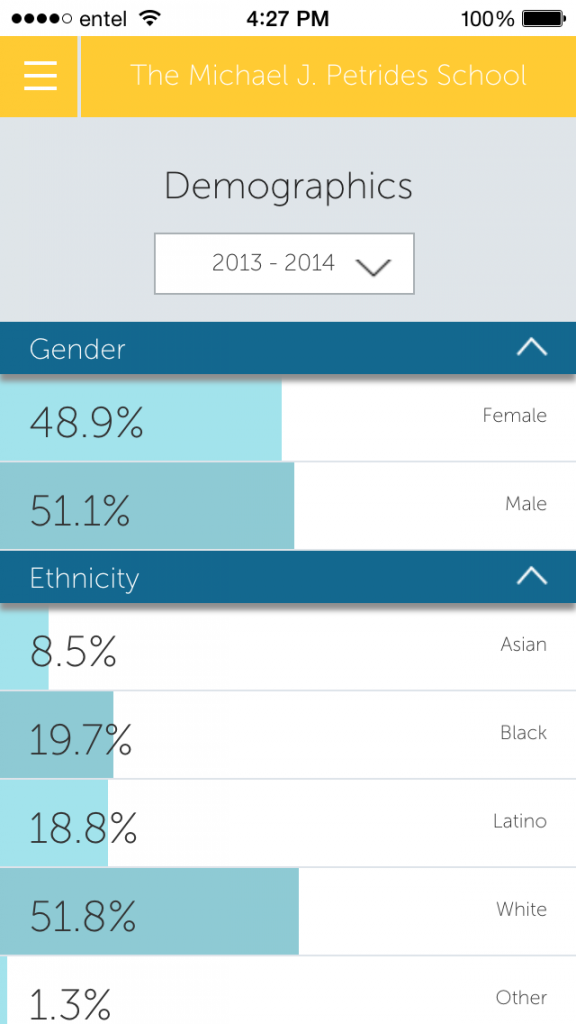 entel 4:27 PM 100%
The Michael J. Petrides School
Demographics
2013 - 2014
Gender
48.9% Female
51.1% Male
Ethnicity
8.5% Asian
19.7% Black
18.8% Latino
51.8% White
1.3% Other